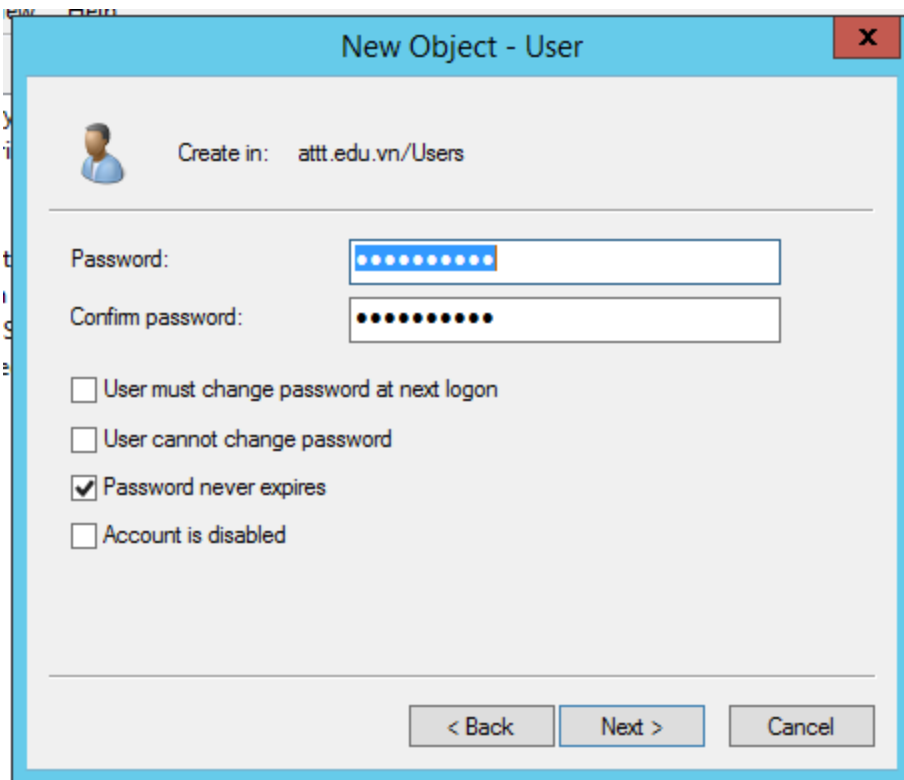 Help
New Object - User
x
Create in: attt.edu.vn/Users
Password: ●●●●●●●●●●
Confirm password: ●●●●●●●●●●
User must change password at next logon
User cannot change password
Password never expires
Account is disabled
< Back Next > Cancel